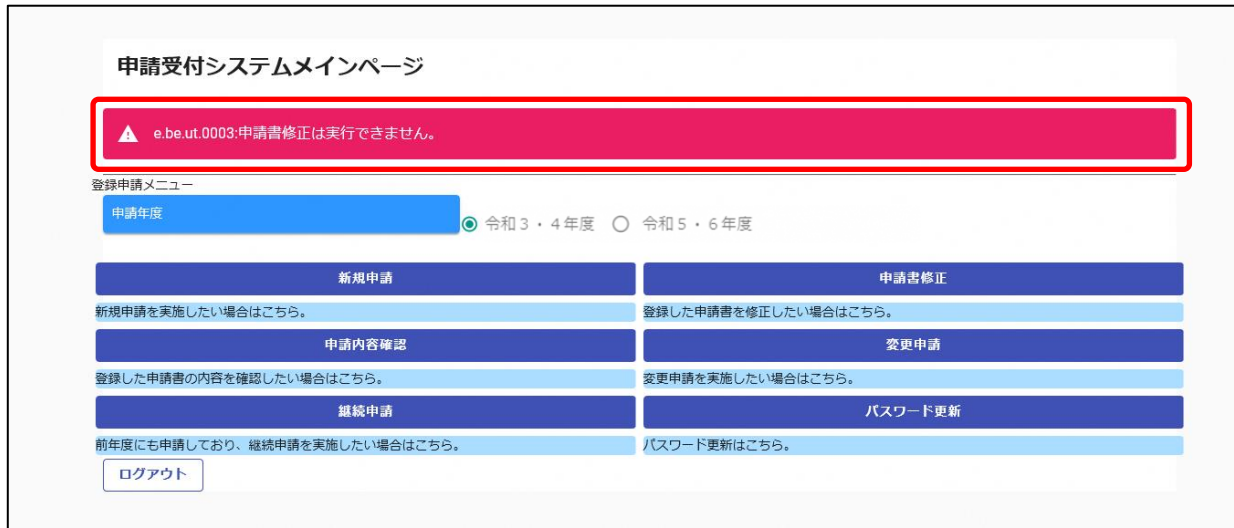 申請受付システムメインページ
e.be.ut.0003:申請書修正は実行できません。
登録申請メニュー
申請年度
令和３・４年度 令和５・６年度
新規申請 申請書修正
新規申請を実施したい場合はこちら。 登録した申請書を修正したい場合はこちら。
申請内容確認 変更申請
登録した申請書の内容を確認したい場合はこちら。 変更申請を実施したい場合はこちら。
継続申請 パスワード更新
前年度にも申請しており、継続申請を実施したい場合はこちら。 パスワード更新はこちら。
ログアウト